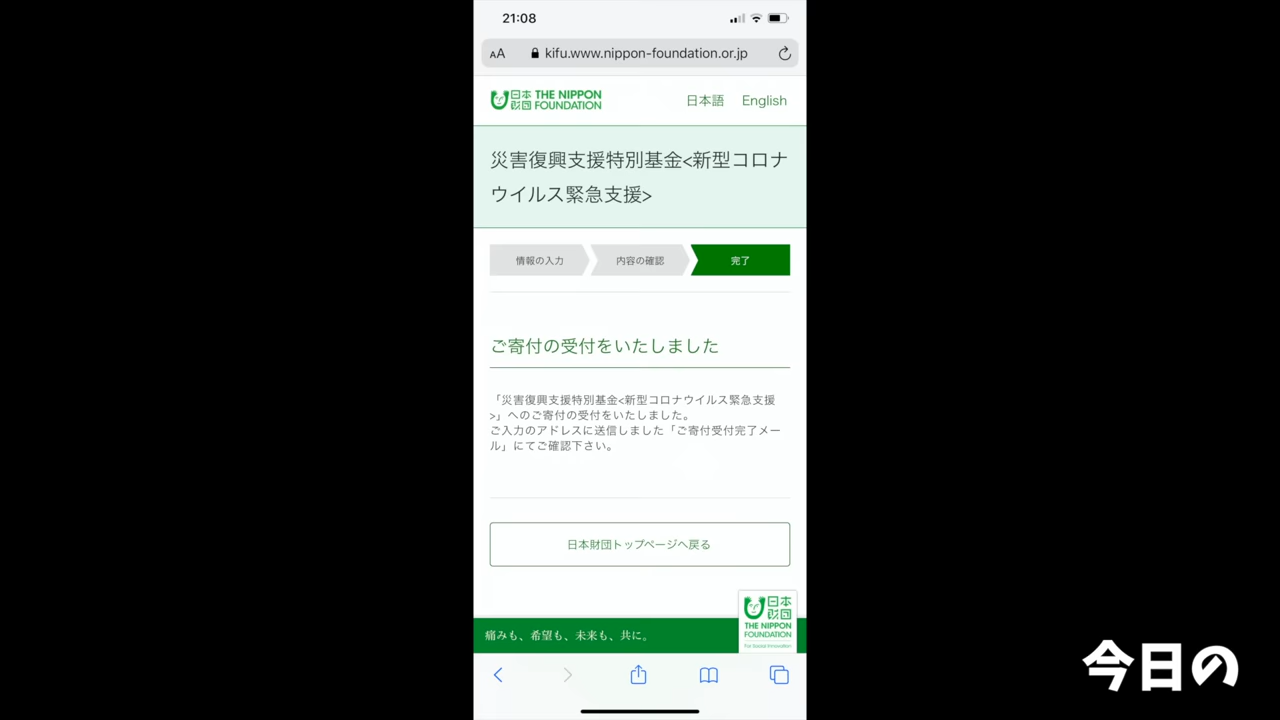 21:08
AA kifu.www.nippon-foundation.or.jp
日本財団 THE NIPPON FOUNDATION
日本語 English
災害復興支援特別基金<新型コロナ
ウイルス緊急支援>
情報の入力 内容の確認 完了
ご寄付の受付をいたしました
「災害復興支援特別基金<新型コロナウイルス緊急支援
>」へのご寄付の受付をいたしました。
ご入力のアドレスに送信しました「ご寄付受付完了メー
ル」にてご確認下さい。
日本財団トップページへ戻る
痛みも、希望も、未来も、共に。
日本
財団
THE NIPPON
FOUNDATION
For Social Innovation
今日の